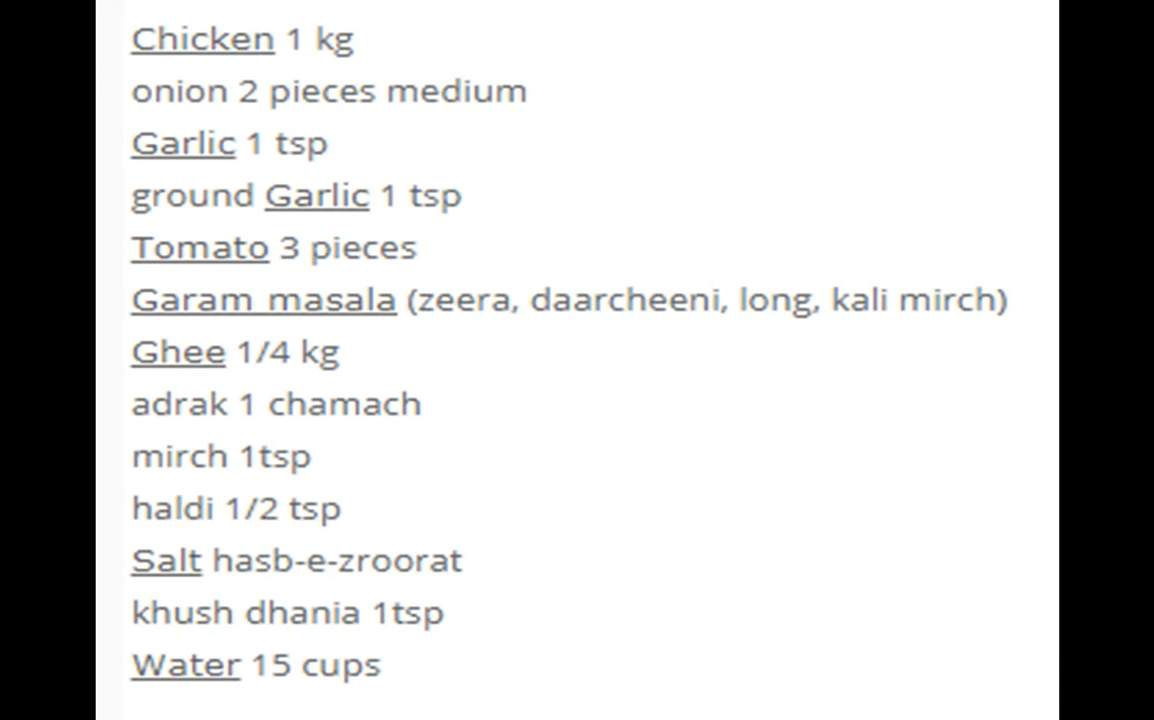 Chicken 1 kg
onion 2 pieces medium
Garlic 1 tsp
ground Garlic 1 tsp
Tomato 3 pieces
Garam masala (zeera, daarcheeni, long, kali mirch)
Ghee 1/4 kg
adrak 1 chamach
mirch 1tsp
haldi 1/2 tsp
Salt hasb-e-zroorat
khush dhania 1tsp
Water 15 cups